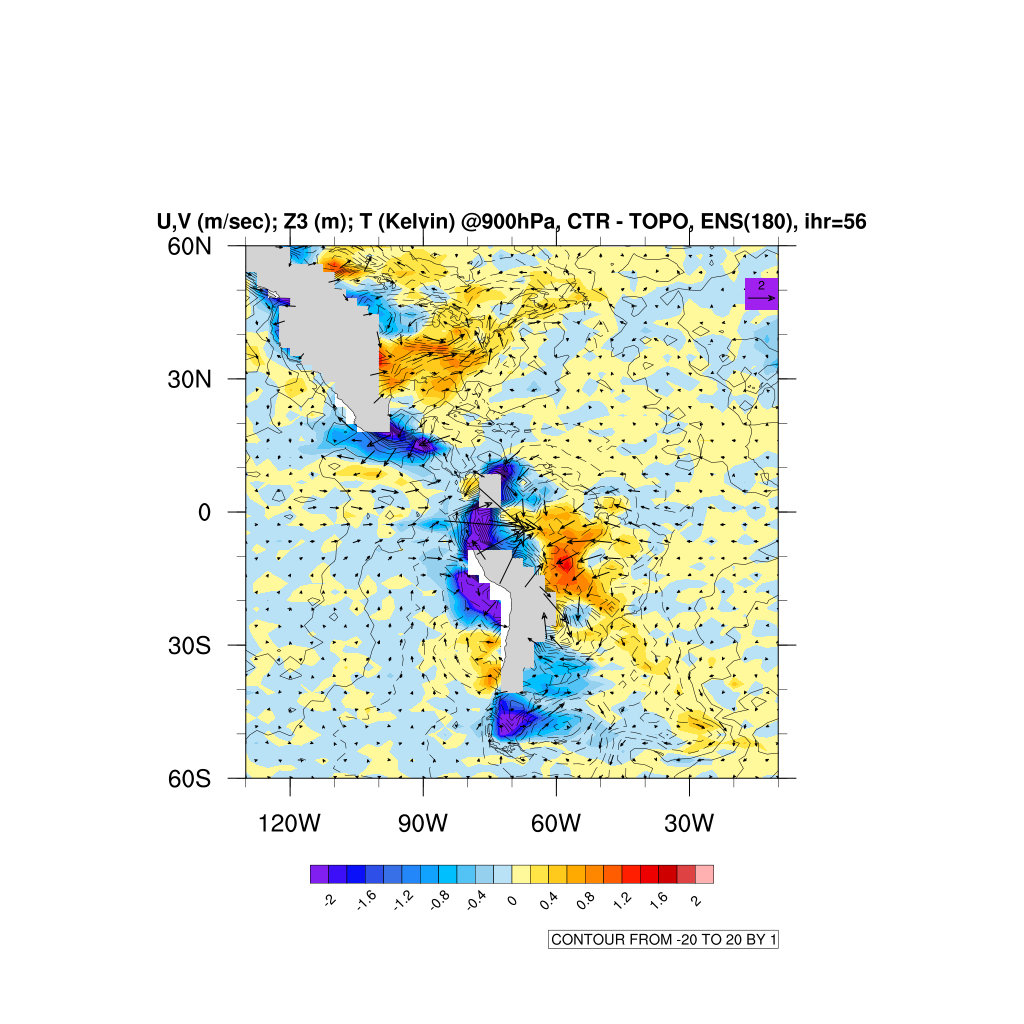 U,V (m/sec); Z3 (m); T (Kelvin) @900hPa, CTR - TOPO, ENS(180), ihr=56
60N
2
30N
0
30S
60S
120W 90W 60W 30W
-2 -1.6 -1.2 -0.8 -0.4 0 0.4 0.8 1.2 1.6 2
CONTOUR FROM -20 TO 20 BY 1